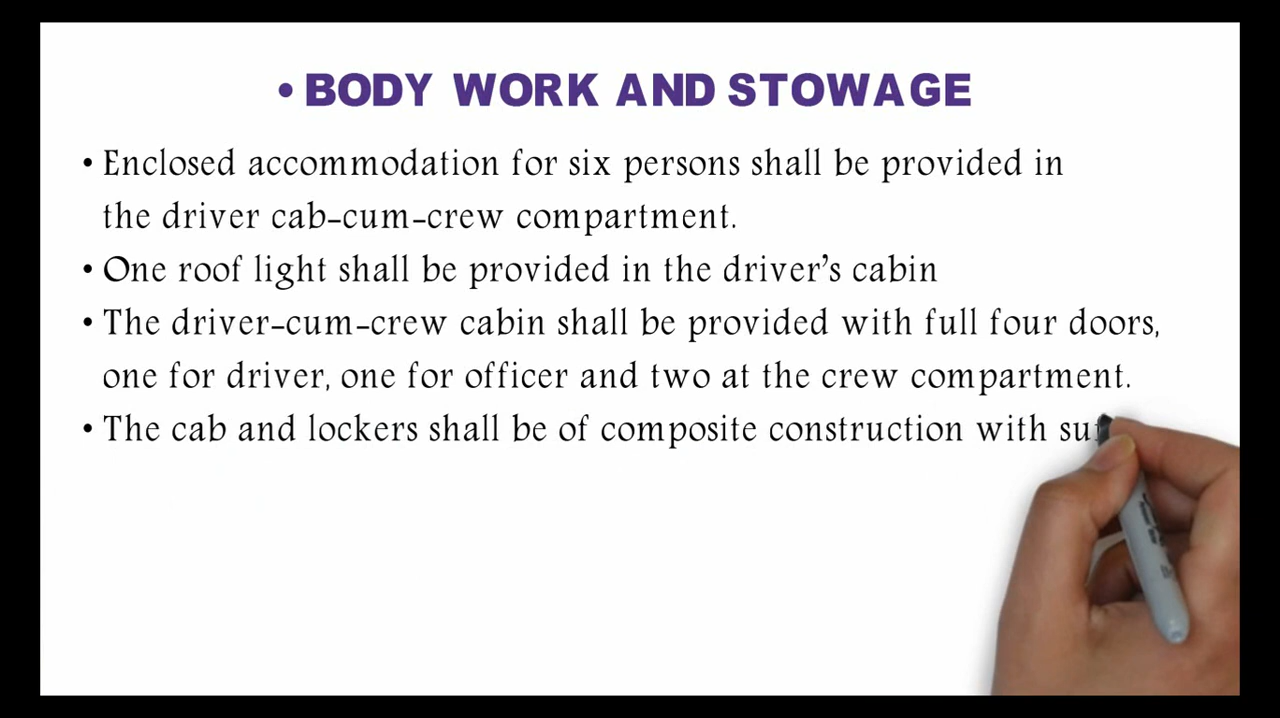 • BODY WORK AND STOWAGE
• Enclosed accommodation for six persons shall be provided in
the driver cab-cum-crew compartment.
• One roof light shall be provided in the driver’s cabin
• The driver-cum-crew cabin shall be provided with full four doors,
one for driver, one for officer and two at the crew compartment.
• The cab and lockers shall be of composite construction with